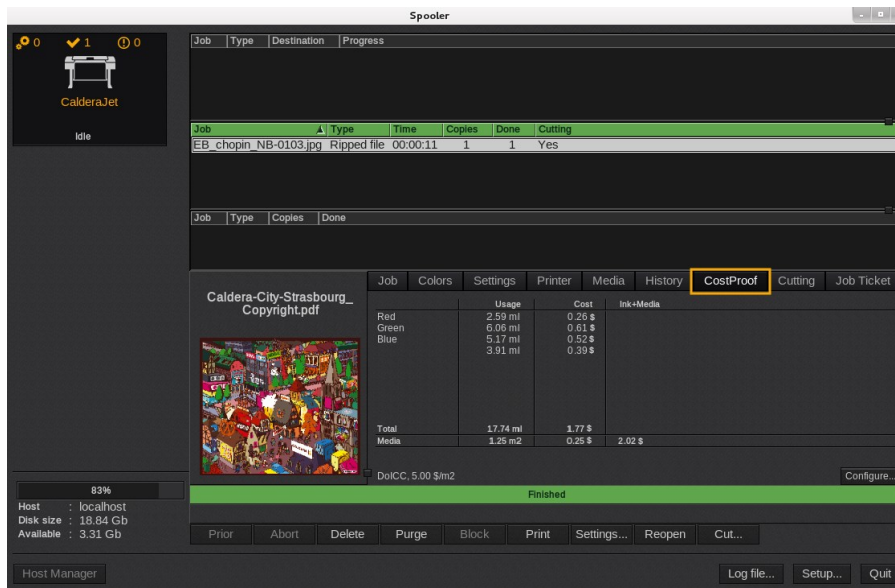 Spooler
0 1 0
CalderaJet
Idle
Job Type Destination Progress
Job Type Time Copies Done Cutting
EB_chopin_NB-0103.jpg Ripped file 00:00:11 1 1 Yes
Job Type Copies Done
Caldera-City-Strasbourg_
Copyright.pdf
Job Colors Settings Printer Media History CostProof Cutting Job Ticket
Usage Cost Ink+Media
Red 2.59 ml 0.26 $
Green 6.06 ml 0.61 $
Blue 5.17 ml 0.52 $
3.91 ml 0.39 $
Total 17.74 ml 1.77 $
Media 1.25 m2 0.25 $ 2.02 $
DoICC, 5.00 $/m2
Configure...
Finished
83%
Host : localhost
Disk size : 18.84 Gb
Available : 3.31 Gb
Prior Abort Delete Purge Block Print Settings... Reopen Cut...
Host Manager Log file... Setup... Quit